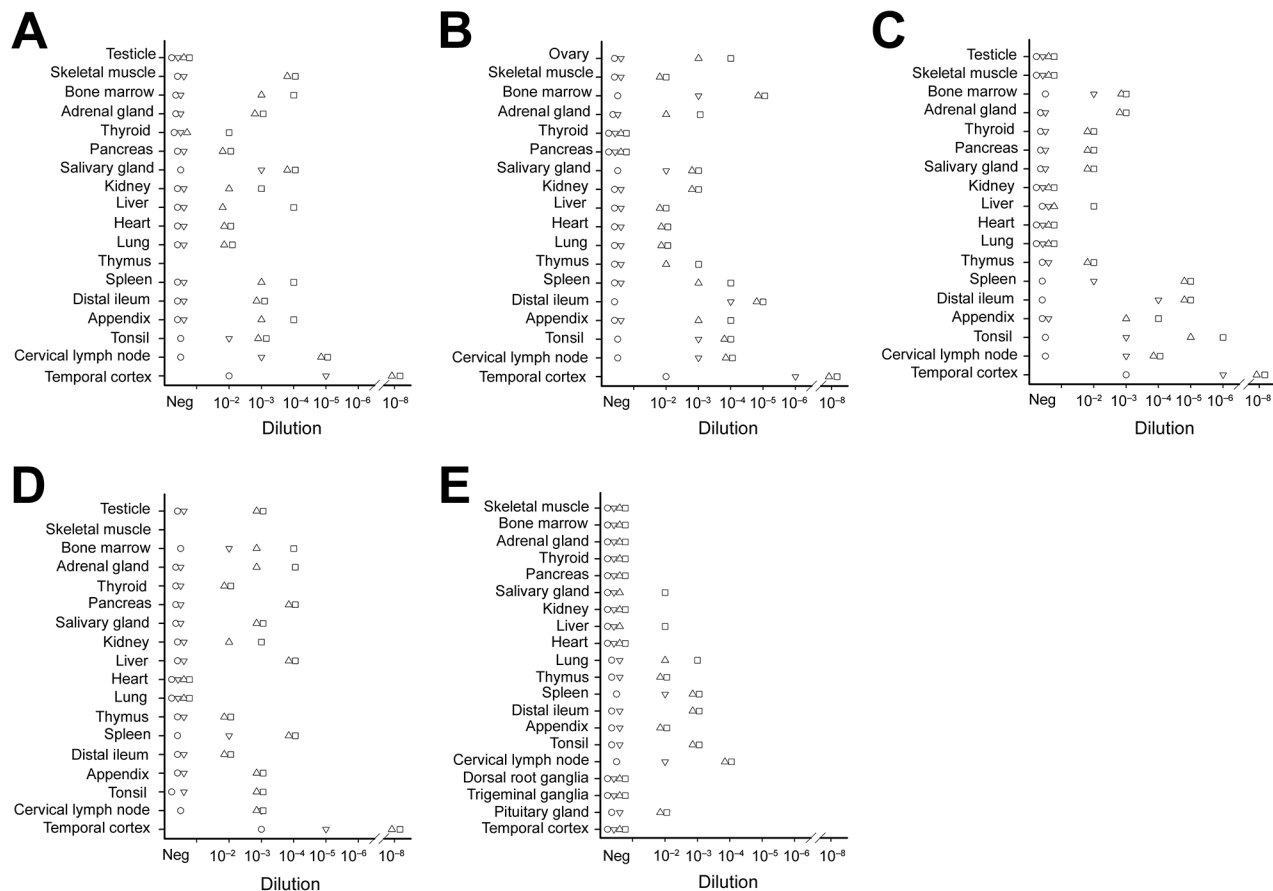 A
Testicle
Skeletal muscle
Bone marrow
Adrenal gland
Thyroid
Pancreas
Salivary gland
Kidney
Liver
Heart
Lung
Thymus
Spleen
Distal ileum
Appendix
Tonsil
Cervical lymph node
Temporal cortex
Neg 10⁻² 10⁻³ 10⁻⁴ 10⁻⁵ 10⁻⁶ 10⁻⁸
Dilution
B
Ovary
Skeletal muscle
Bone marrow
Adrenal gland
Thyroid
Pancreas
Salivary gland
Kidney
Liver
Heart
Lung
Thymus
Spleen
Distal ileum
Appendix
Tonsil
Cervical lymph node
Temporal cortex
Neg 10⁻² 10⁻³ 10⁻⁴ 10⁻⁵ 10⁻⁶ 10⁻⁸
Dilution
C
Testicle
Skeletal muscle
Bone marrow
Adrenal gland
Thyroid
Pancreas
Salivary gland
Kidney
Liver
Heart
Lung
Thymus
Spleen
Distal ileum
Appendix
Tonsil
Cervical lymph node
Temporal cortex
Neg 10⁻² 10⁻³ 10⁻⁴ 10⁻⁵ 10⁻⁶ 10⁻⁸
Dilution
D
Testicle
Skeletal muscle
Bone marrow
Adrenal gland
Thyroid
Pancreas
Salivary gland
Kidney
Liver
Heart
Lung
Thymus
Spleen
Distal ileum
Appendix
Tonsil
Cervical lymph node
Temporal cortex
Neg 10⁻² 10⁻³ 10⁻⁴ 10⁻⁵ 10⁻⁶ 10⁻⁸
Dilution
E
Skeletal muscle
Bone marrow
Adrenal gland
Thyroid
Pancreas
Salivary gland
Kidney
Liver
Heart
Lung
Thymus
Spleen
Distal ileum
Appendix
Tonsil
Cervical lymph node
Dorsal root ganglia
Trigeminal ganglia
Pituitary gland
Temporal cortex
Neg 10⁻² 10⁻³ 10⁻⁴ 10⁻⁵ 10⁻⁶ 10⁻⁸
Dilution